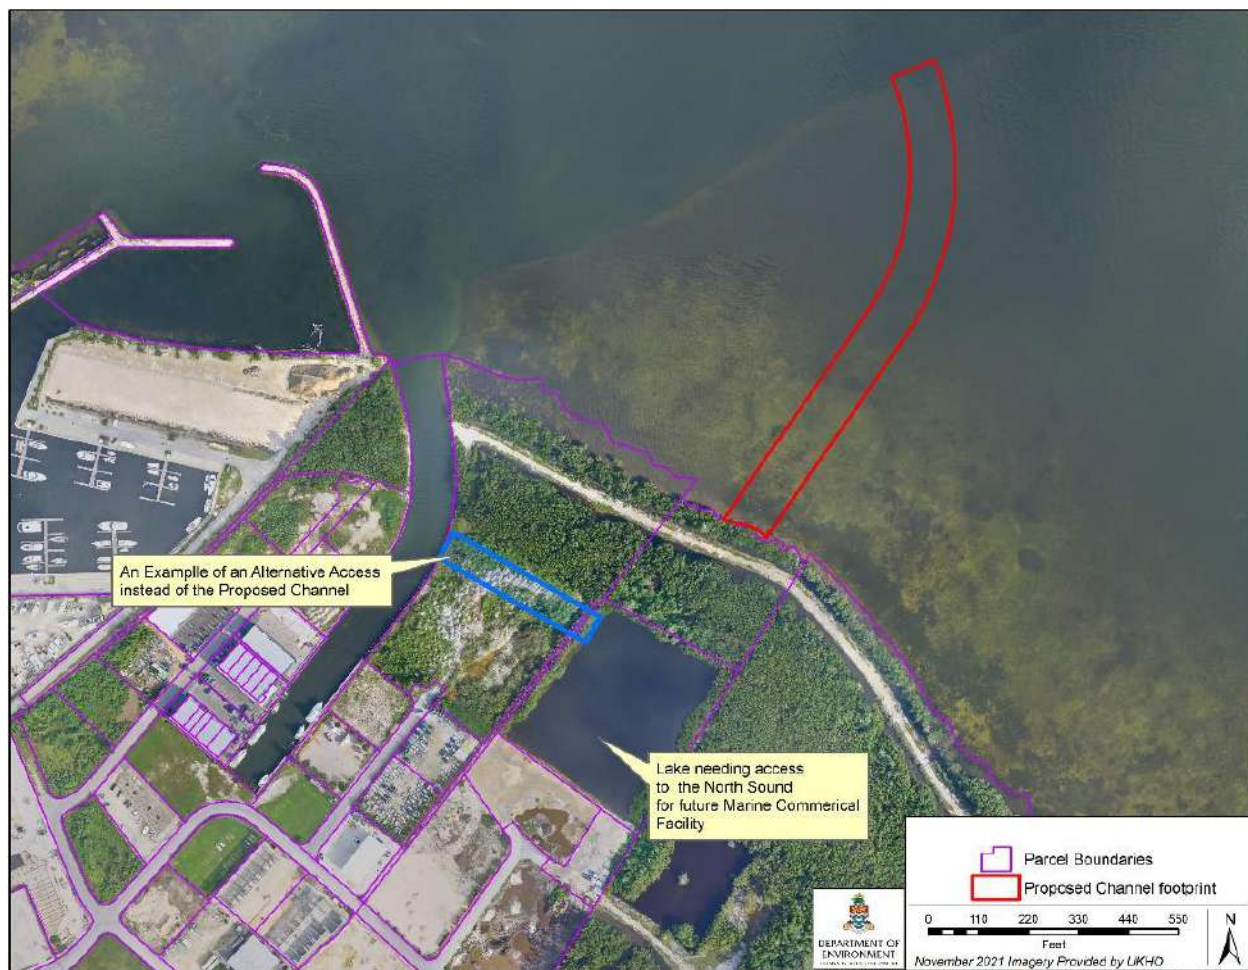 An Examplle of an Alternative Access
instead of the Proposed Channel
Lake needing access
to the North Sound
for future Marine Commerical
Facility
Parcel Boundaries
Proposed Channel footprint
0 110 220 330 440 550
Feet
N
DEPARTMENT OF
ENVIRONMENT
November 2021 Imagery Provided by UKHO